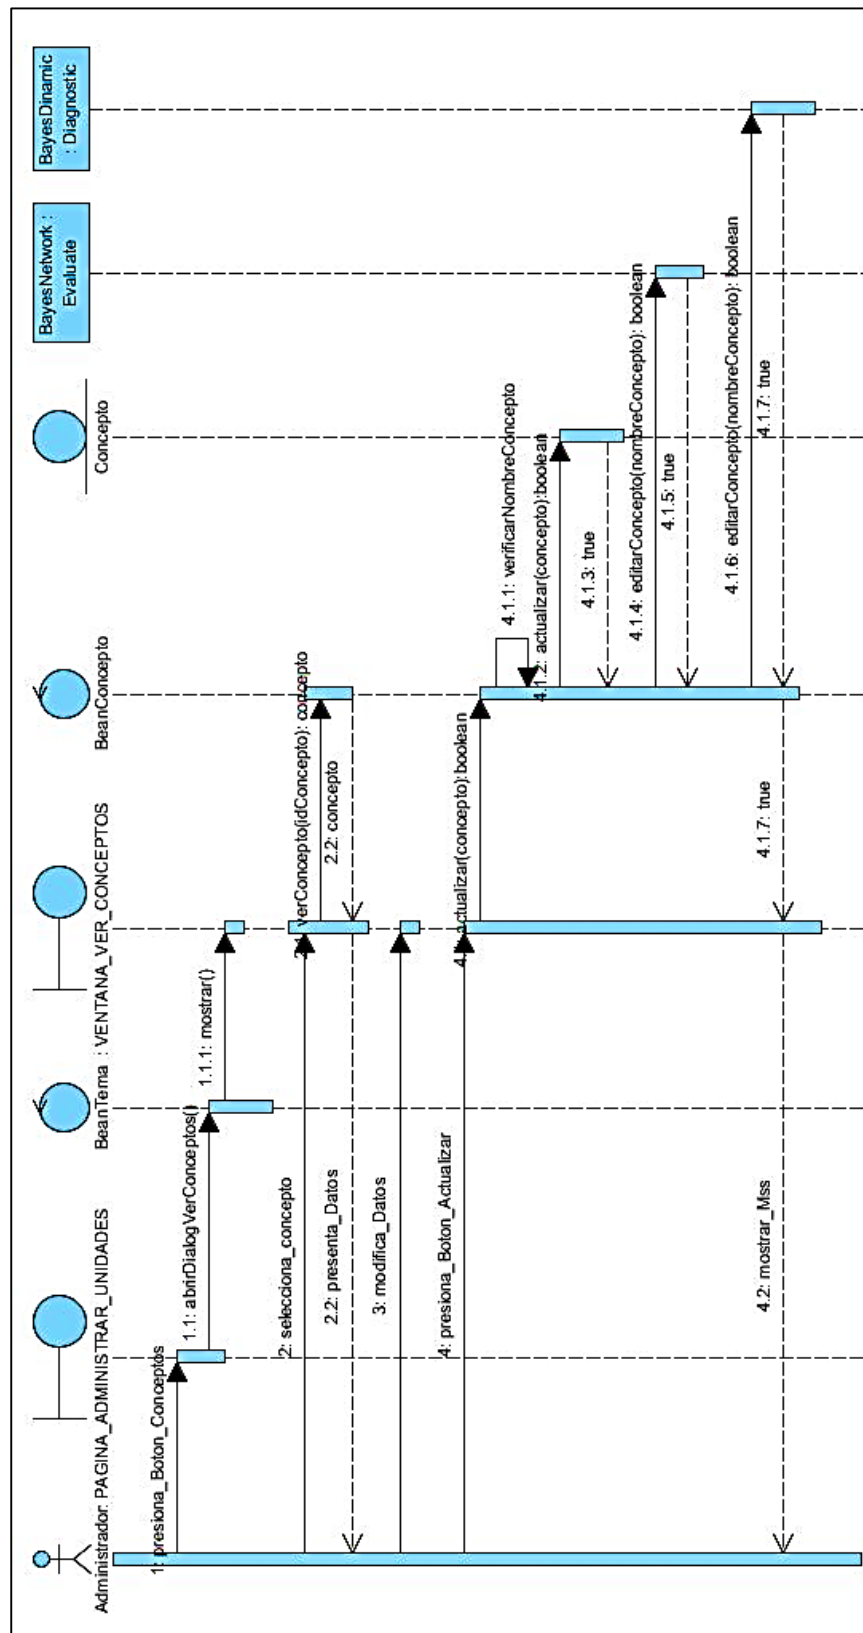 Administrador
: PAGINA_ADMINISTRAR_UNIDADES
BeanTema
: VENTANA_VER_CONCEPTOS
BeanConcepto
Concepto
BayesNetwork :
Evaluate
BayesDinamic
: Diagnostic
1: presiona_Boton_Conceptos
1.1: abrirDialogVerConceptos()
1.1.1: mostrar()
2: selecciona_concepto
2.1: verConcepto(idConcepto): concepto
2.2: concepto
2.2: presenta_Datos
3: modifica_Datos
4: presiona_Boton_Actualizar
actualizar(concepto):boolean
4.1.1: verificarNombreConcepto
4.1.2: actualizar(concepto):boolean
4.1.3: true
4.1.4: editarConcepto(nombreConcepto): boolean
4.1.5: true
4.1.6: editarConcepto(nombreConcepto): boolean
4.1.7: true
4.1.7: true
4.2: mostrar_Mss